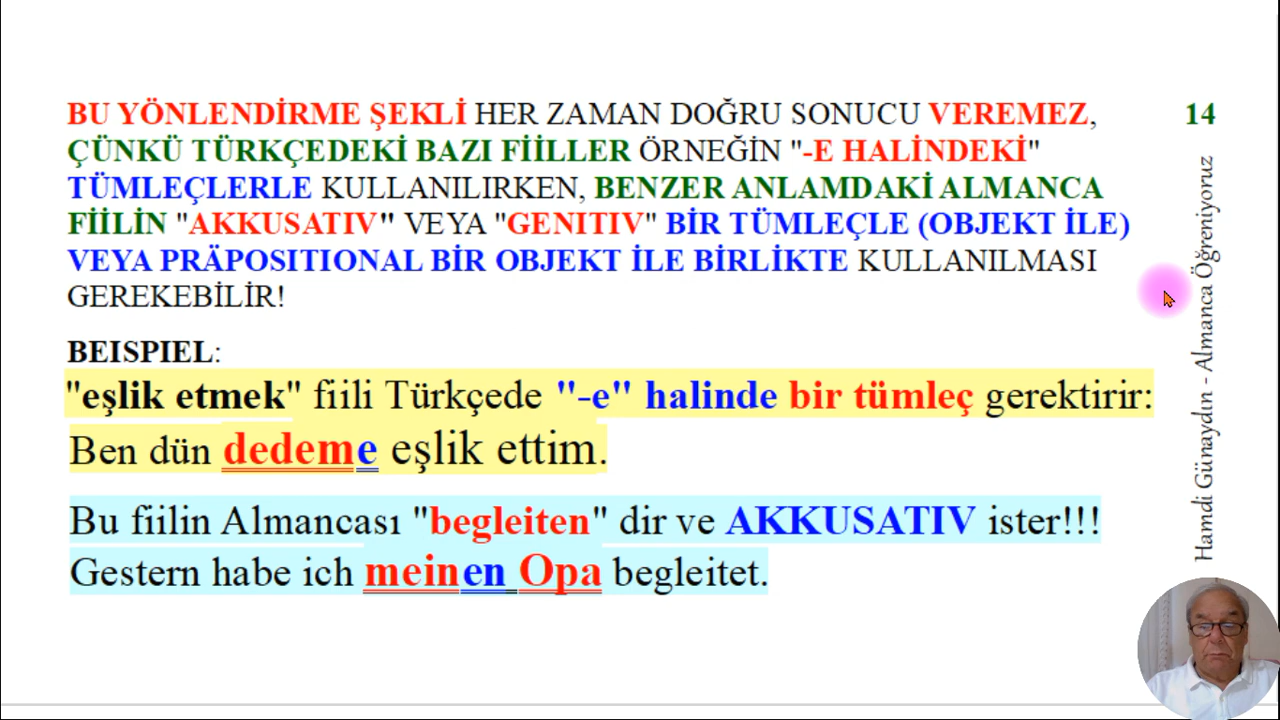 BU YÖNLENDİRME ŞEKLİ HER ZAMAN DOĞRU SONUCU VEREMEZ,
ÇÜNKÜ TÜRKÇEDEKİ BAZI FİİLLER ÖRNEĞİN "-E HALİNDEKİ"
TÜMLEÇLERLE KULLANILIRKEN, BENZER ANLAMDAKİ ALMANCA
FİİLİN "AKKUSATIV" VEYA "GENITIV" BİR TÜMLEÇLE (OBJEKT İLE)
VEYA PRÄPOSITIONAL BİR OBJEKT İLE BİRLİKTE KULLANILMASI
GEREKEBİLİR!
BEISPIEL:
"eşlik etmek" fiili Türkçede "-e" halinde bir tümleç gerektirir:
Ben dün dedeme eşlik ettim.
Bu fiilin Almancası "begleiten" dir ve AKKUSATIV ister!!!
Gestern habe ich meinen Opa begleitet.
14
Hamdi Günaydın - Almanca Öğreniyoruz